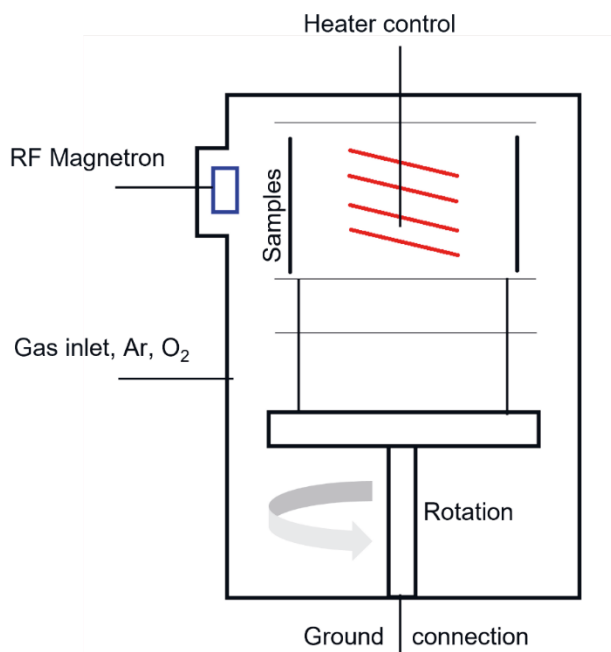 Heater control
RF Magnetron
Samples
Gas inlet, Ar, O₂
Rotation
Ground connection